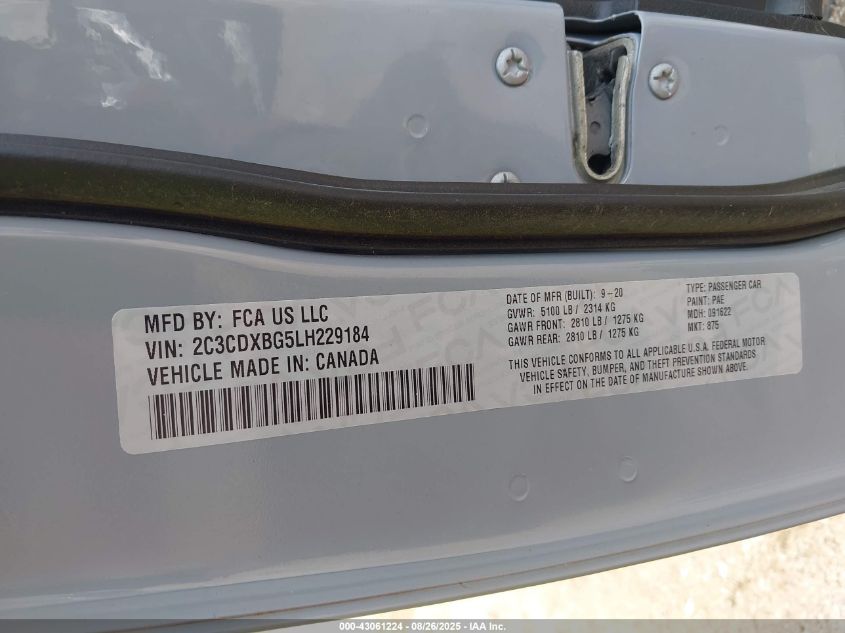 MFD BY: FCA US LLC
VIN: 2C3CDXBG5LH229184
VEHICLE MADE IN: CANADA
DATE OF MFR (BUILT): 9-20
GVWR: 5100 LB / 2314 KG
GAWR FRONT: 2810 LB / 1275 KG
GAWR REAR: 2810 LB / 1275 KG
TYPE: PASSENGER CAR
PAINT: PAE
MDH: 091622
MKT: 875
THIS VEHICLE CONFORMS TO ALL APPLICABLE U.S.A. FEDERAL MOTOR
VEHICLE SAFETY, BUMPER, AND THEFT PREVENTION STANDARDS
IN EFFECT ON THE DATE OF MANUFACTURE SHOWN ABOVE.
000-43061224 - 08/26/2025 - IAA Inc.